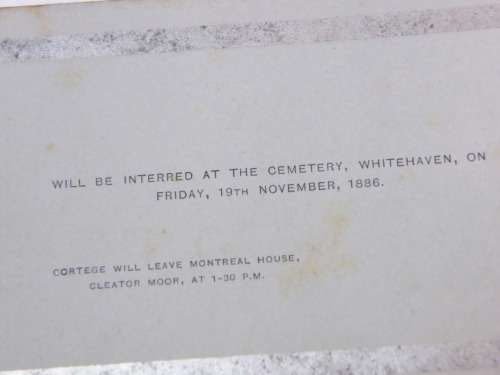 WILL BE INTERRED AT THE CEMETERY, WHITEHAVEN, ON
FRIDAY, 19TH NOVEMBER, 1886.
CORTEGE WILL LEAVE MONTREAL HOUSE,
CLEATOR MOOR, AT 1-30 P.M.